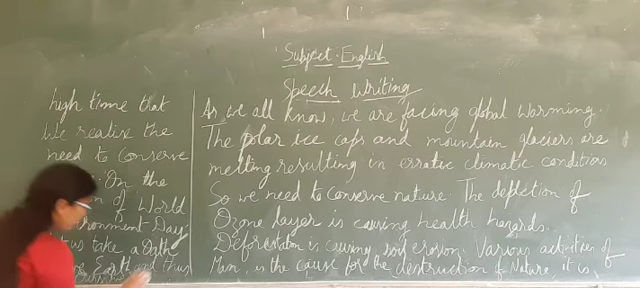 Subject - English
Speech Writing
As we all know, we are facing global warming.
The polar ice caps and mountain glaciers are
melting resulting in erratic climatic conditions
So we need to conserve nature. The depletion of
Ozone layer is causing health hazards.
Deforestation is causing soil erosion. Various activities of
Man, is the cause for the destruction of Nature. it is,
high time that
We realise the
need to conserve
On the
of World
Day
us take a Oath
Earth and thus